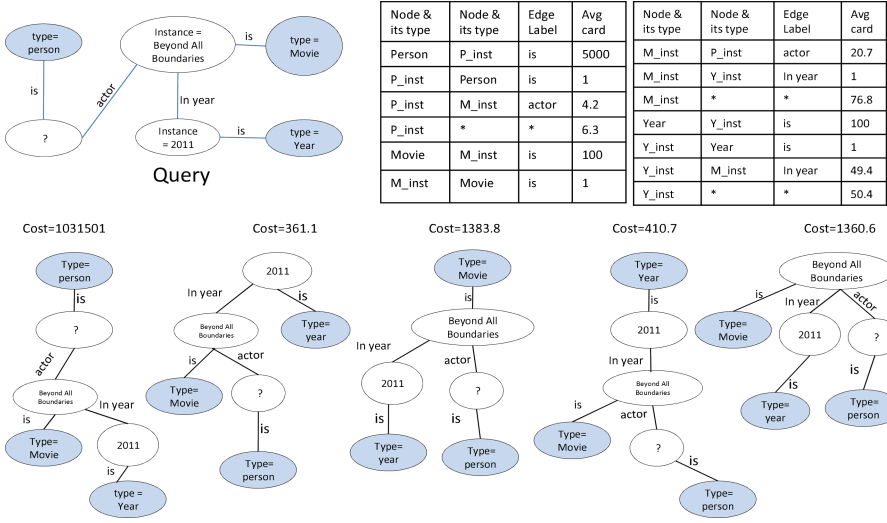 type=
person
is
?
actor
Instance =
Beyond All
Boundaries
is
type =
Movie
In year
Instance
= 2011
is
type =
Year
Query
Node & its type | Node & its type | Edge Label | Avg card
Person | P_inst | is | 5000
P_inst | Person | is | 1
P_inst | M_inst | actor | 4.2
P_inst | * | * | 6.3
Movie | M_inst | is | 100
M_inst | Movie | is | 1
Node & its type | Node & its type | Edge Label | Avg card
M_inst | P_inst | actor | 20.7
M_inst | Y_inst | In year | 1
M_inst | * | * | 76.8
Year | Y_inst | is | 100
Y_inst | Year | is | 1
Y_inst | M_inst | In year | 49.4
Y_inst | * | * | 50.4
Cost=1031501
Type=
person
is
?
actor
Beyond All
Boundaries
is
In year
Type=
Movie
2011
is
type =
Year
Cost=361.1
2011
In year
is
Beyond All
Boundaries
Type=
year
is
actor
Type=
Movie
?
is
Type=
person
Cost=1383.8
Type=
Movie
is
Beyond All
Boundaries
In year
actor
2011
?
is
is
Type=
year
Type=
person
Cost=410.7
Type=
Year
is
2011
In year
Beyond All
Boundaries
is
actor
Type=
Movie
?
is
Type=
person
Cost=1360.6
Beyond All
Boundaries
is
In year
actor
Type=
Movie
2011
?
is
is
Type=
year
Type=
person